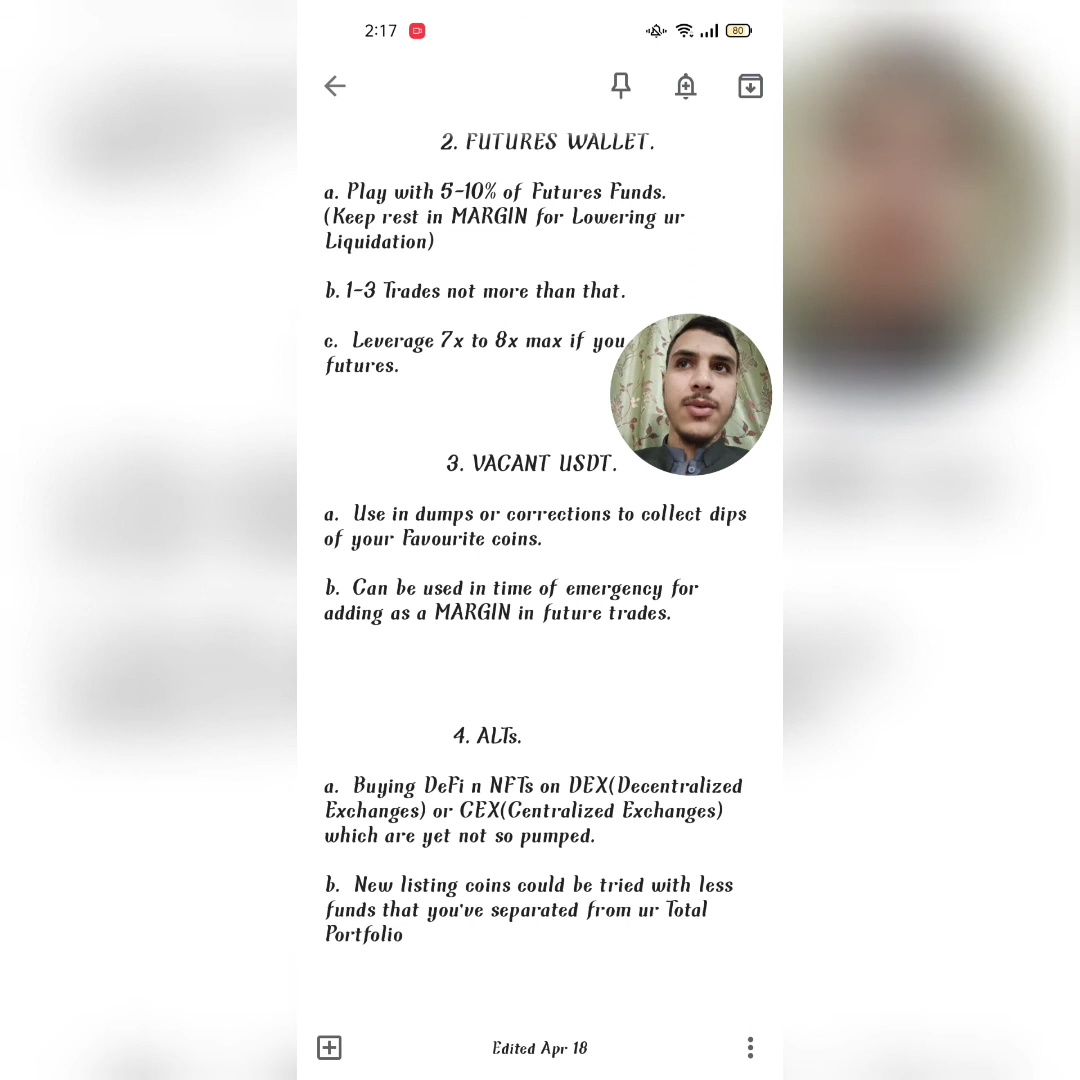 2:17
80
2. FUTURES WALLET.
a. Play with 5-10% of Futures Funds.
(Keep rest in MARGIN for Lowering ur
Liquidation)
b. 1-3 Trades not more than that.
c. Leverage 7x to 8x max if you
futures.
3. VACANT USDT.
a. Use in dumps or corrections to collect dips
of your Favourite coins.
b. Can be used in time of emergency for
adding as a MARGIN in future trades.
4. ALTs.
a. Buying DeFi n NFTs on DEX(Decentralized
Exchanges) or CEX(Centralized Exchanges)
which are yet not so pumped.
b. New listing coins could be tried with less
funds that you've separated from ur Total
Portfolio
Edited Apr 18